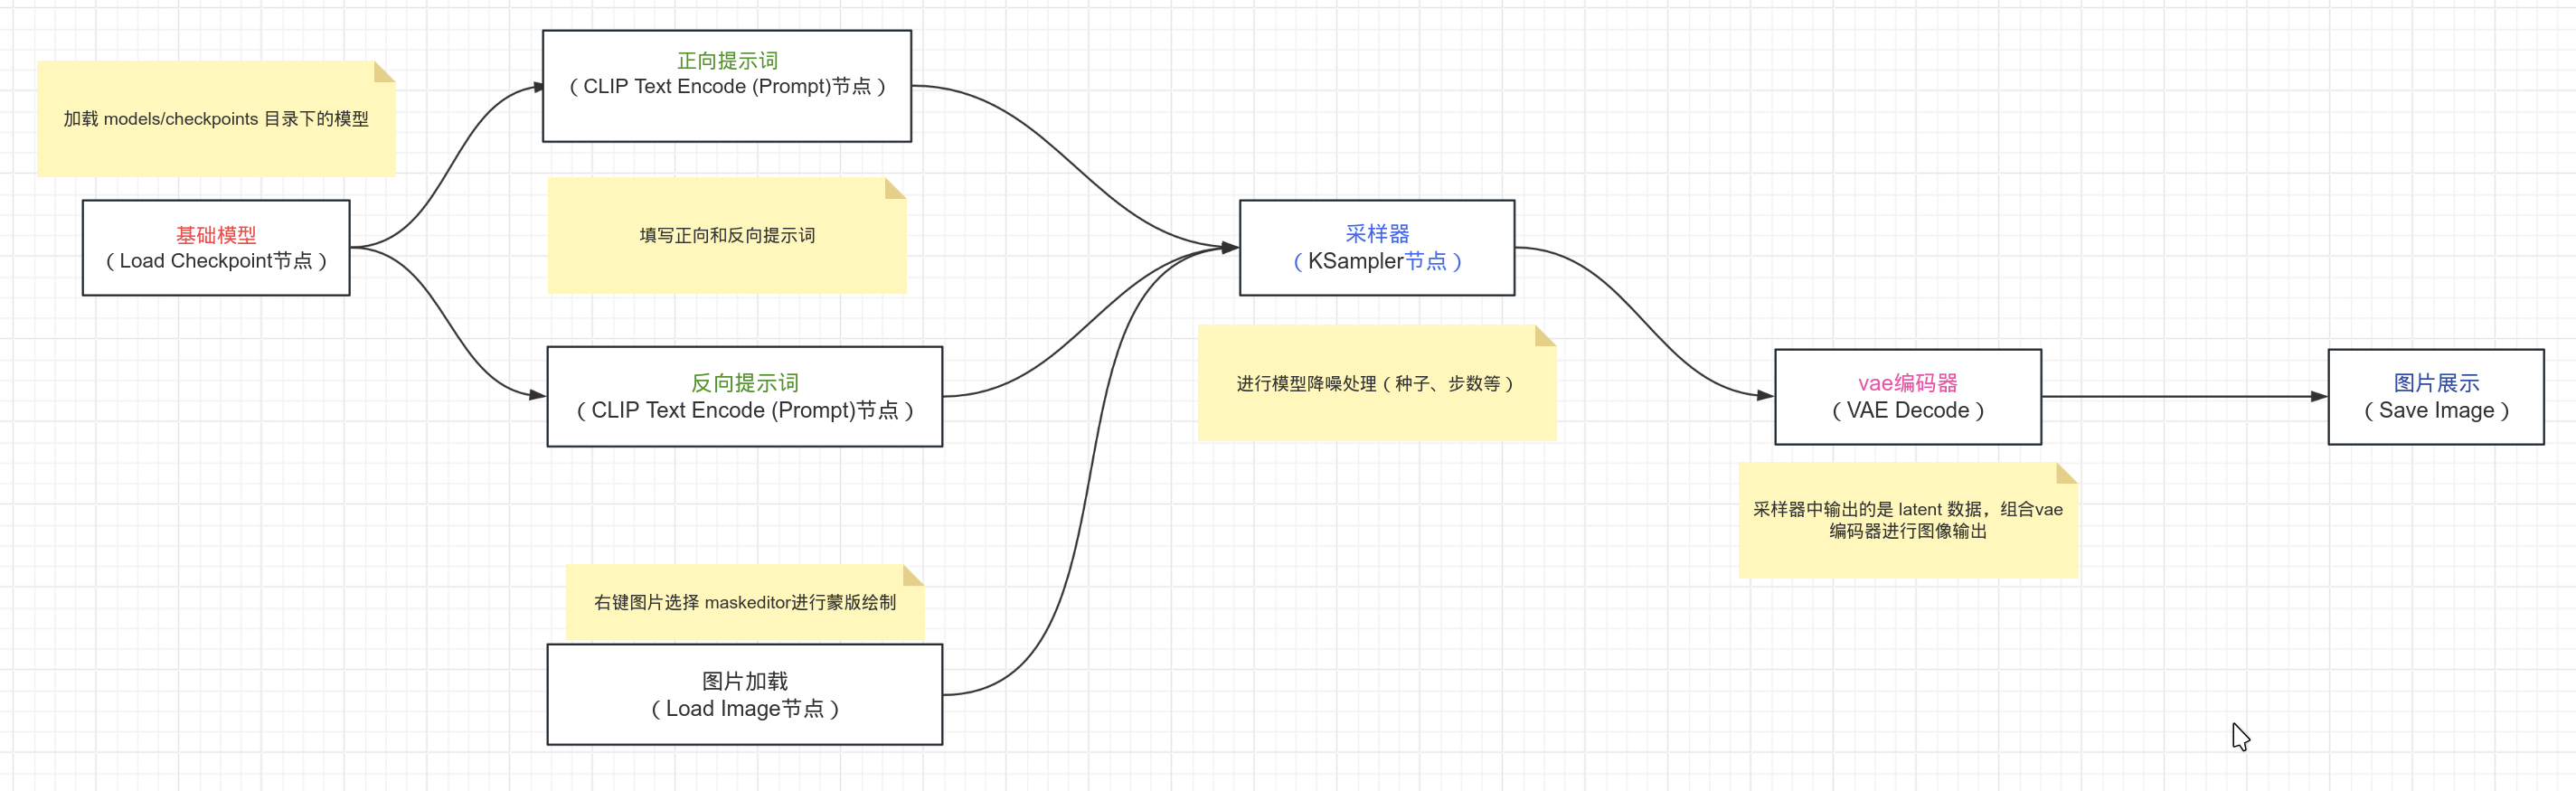 加载 models/checkpoints 目录下的模型
基础模型
（Load Checkpoint节点）
正向提示词
（CLIP Text Encode (Prompt)节点）
填写正向和反向提示词
反向提示词
（CLIP Text Encode (Prompt)节点）
右键图片选择 maskeditor进行蒙版绘制
图片加载
（Load Image节点）
采样器
（KSampler节点）
进行模型降噪处理（种子、步数等）
vae编码器
（VAE Decode）
采样器中输出的是 latent 数据，组合vae
编码器进行图像输出
图片展示
（Save Image）